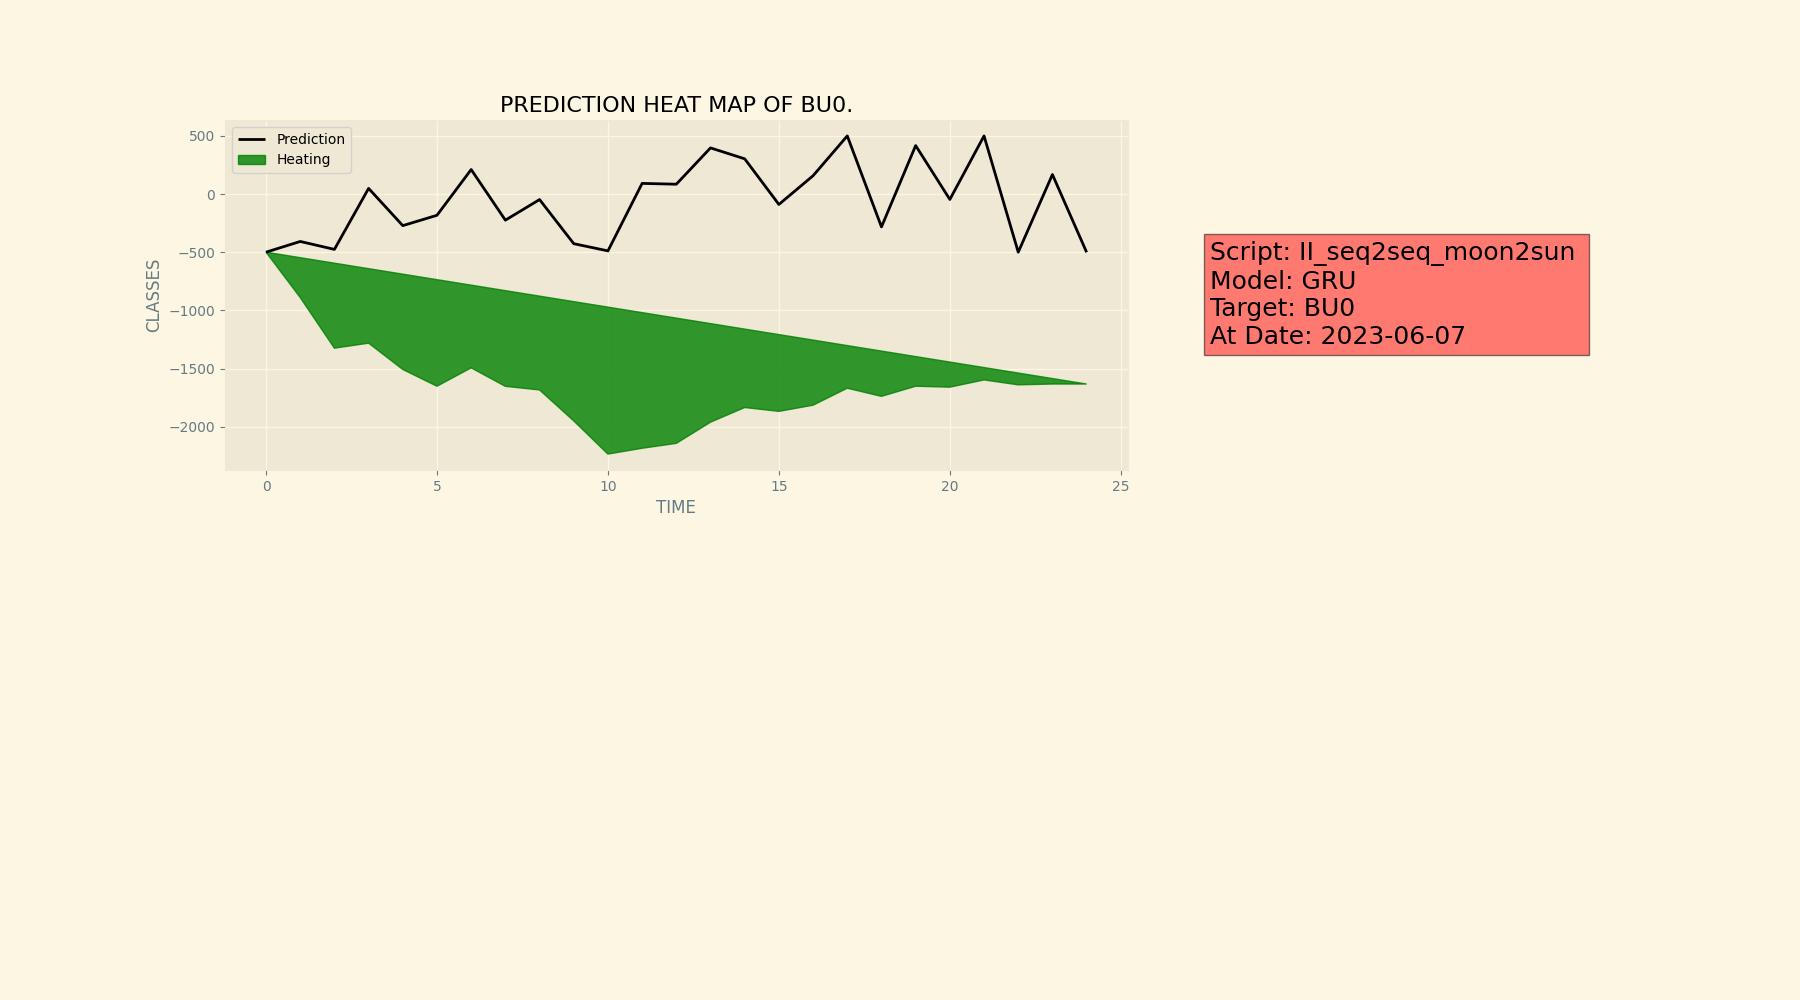 PREDICTION HEAT MAP OF BU0.
Prediction
Heating
500
0
−500
−1000
−1500
−2000
CLASSES
0 5 10 15 20 25
TIME
Script: II_seq2seq_moon2sun
Model: GRU
Target: BU0
At Date: 2023-06-07